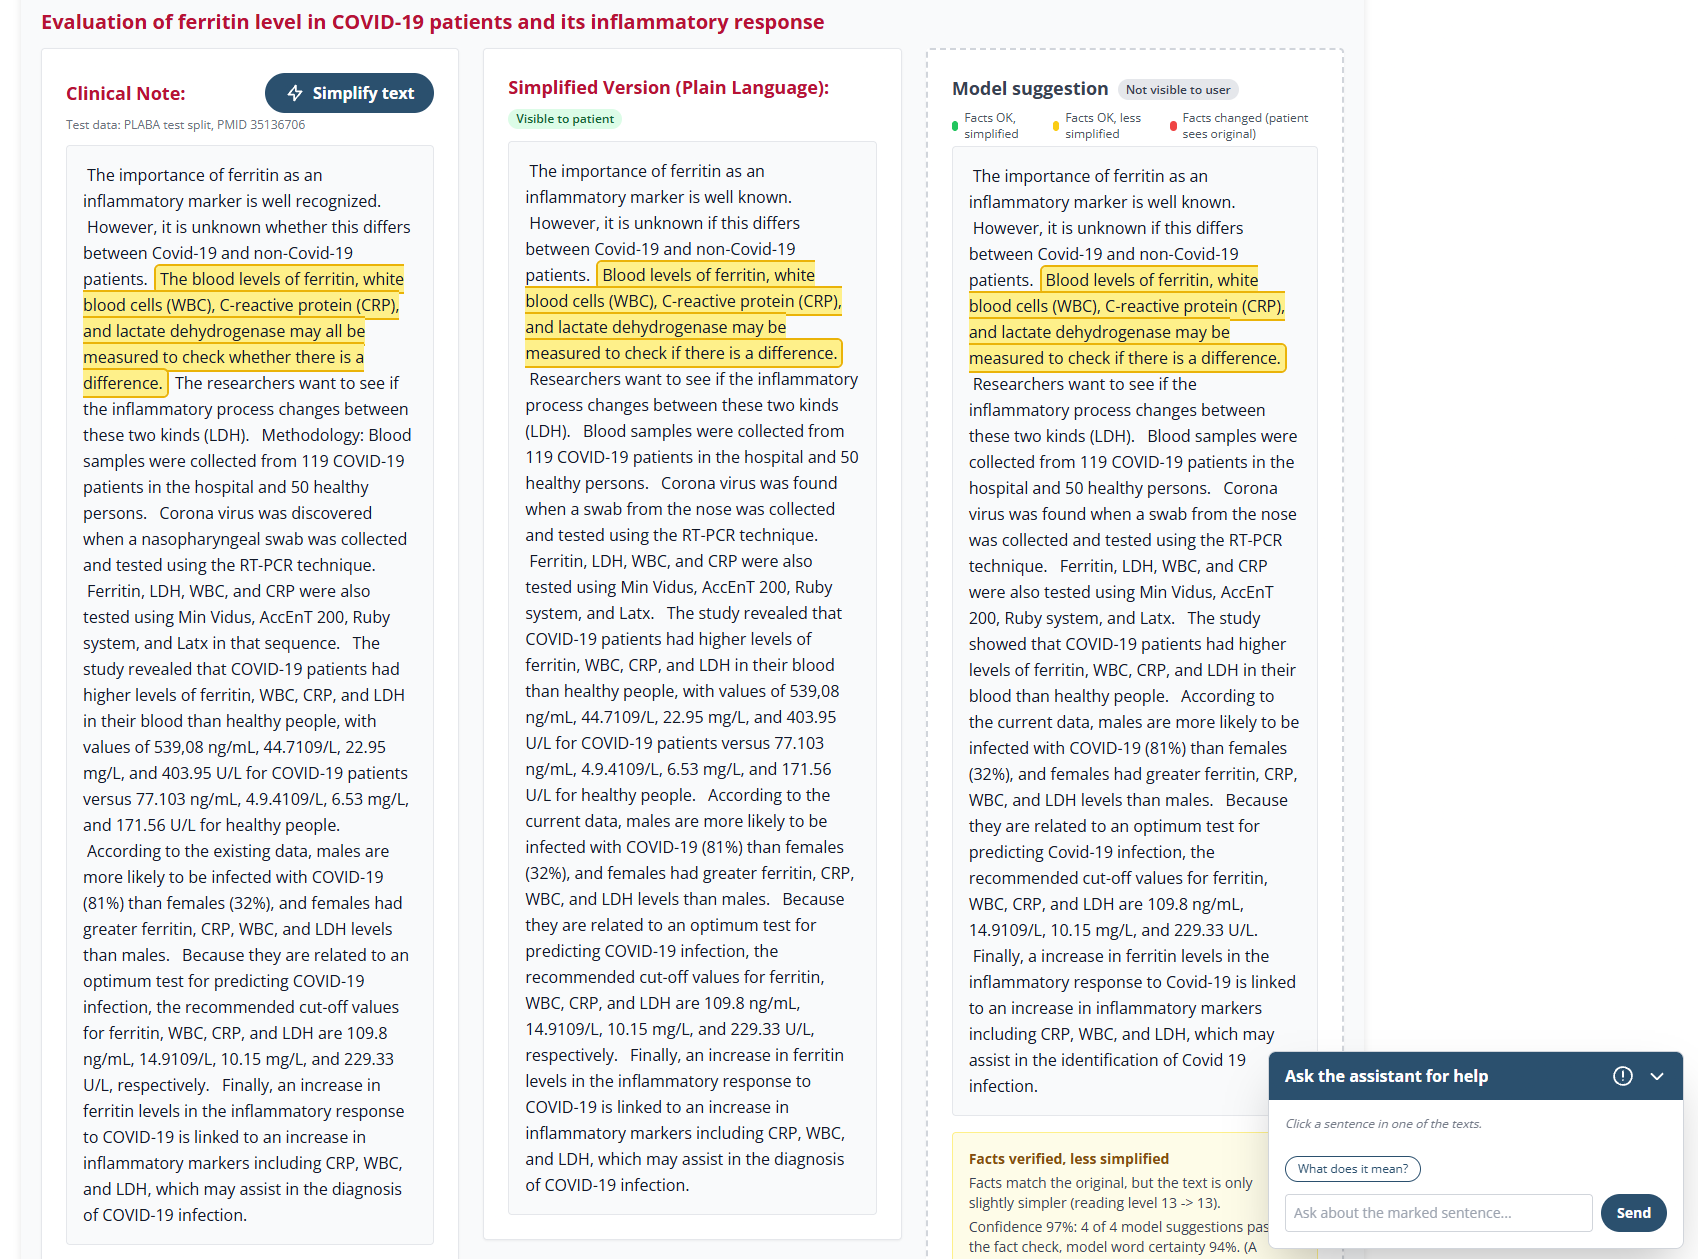 Evaluation of ferritin level in COVID-19 patients and its inflammatory response
Clinical Note:
Simplify text
Test data: PLABA test split, PMID 35136706
The importance of ferritin as an
inflammatory marker is well recognized.
However, it is unknown whether this differs
between Covid-19 and non-Covid-19
patients. The blood levels of ferritin, white
blood cells (WBC), C-reactive protein (CRP),
and lactate dehydrogenase may all be
measured to check whether there is a
difference. The researchers want to see if
the inflammatory process changes between
these two kinds (LDH). Methodology: Blood
samples were collected from 119 COVID-19
patients in the hospital and 50 healthy
persons. Corona virus was discovered
when a nasopharyngeal swab was collected
and tested using the RT-PCR technique.
Ferritin, LDH, WBC, and CRP were also
tested using Min Vidus, AccEnT 200, Ruby
system, and Latx in that sequence. The
study revealed that COVID-19 patients had
higher levels of ferritin, WBC, CRP, and LDH
in their blood than healthy people, with
values of 539,08 ng/mL, 44.7109/L, 22.95
mg/L, and 403.95 U/L for COVID-19 patients
versus 77.103 ng/mL, 4.9.4109/L, 6.53 mg/L,
and 171.56 U/L for healthy people.
According to the existing data, males are
more likely to be infected with COVID-19
(81%) than females (32%), and females had
greater ferritin, CRP, WBC, and LDH levels
than males. Because they are related to an
optimum test for predicting COVID-19
infection, the recommended cut-off values
for ferritin, WBC, CRP, and LDH are 109.8
ng/mL, 14.9109/L, 10.15 mg/L, and 229.33
U/L, respectively. Finally, an increase in
ferritin levels in the inflammatory response
to COVID-19 is linked to an increase in
inflammatory markers including CRP, WBC,
and LDH, which may assist in the diagnosis
of COVID-19 infection.
Simplified Version (Plain Language):
Visible to patient
The importance of ferritin as an
inflammatory marker is well known.
However, it is unknown if this differs
between Covid-19 and non-Covid-19
patients. Blood levels of ferritin, white
blood cells (WBC), C-reactive protein (CRP),
and lactate dehydrogenase may be
measured to check if there is a difference.
Researchers want to see if the inflammatory
process changes between these two kinds
(LDH). Blood samples were collected from
119 COVID-19 patients in the hospital and 50
healthy persons. Corona virus was found
when a swab from the nose was collected
and tested using the RT-PCR technique.
Ferritin, LDH, WBC, and CRP were also
tested using Min Vidus, AccEnT 200, Ruby
system, and Latx. The study revealed that
COVID-19 patients had higher levels of
ferritin, WBC, CRP, and LDH in their blood
than healthy people, with values of 539,08
ng/mL, 44.7109/L, 22.95 mg/L, and 403.95
U/L for COVID-19 patients versus 77.103
ng/mL, 4.9.4109/L, 6.53 mg/L, and 171.56
U/L for healthy people. According to the
current data, males are more likely to be
infected with COVID-19 (81%) than females
(32%), and females had greater ferritin, CRP,
WBC, and LDH levels than males. Because
they are related to an optimum test for
predicting COVID-19 infection, the
recommended cut-off values for ferritin,
WBC, CRP, and LDH are 109.8 ng/mL,
14.9109/L, 10.15 mg/L, and 229.33 U/L,
respectively. Finally, an increase in ferritin
levels in the inflammatory response to
COVID-19 is linked to an increase in
inflammatory markers including CRP, WBC,
and LDH, which may assist in the diagnosis
of COVID-19 infection.
Model suggestion
Not visible to user
Facts OK, simplified
Facts OK, less simplified
Facts changed (patient sees original)
The importance of ferritin as an
inflammatory marker is well known.
However, it is unknown if this differs
between Covid-19 and non-Covid-19
patients. Blood levels of ferritin, white
blood cells (WBC), C-reactive protein (CRP),
and lactate dehydrogenase may be
measured to check if there is a difference.
Researchers want to see if the
inflammatory process changes between
these two kinds (LDH). Blood samples were
collected from 119 COVID-19 patients in the
hospital and 50 healthy persons. Corona
virus was found when a swab from the nose
was collected and tested using the RT-PCR
technique. Ferritin, LDH, WBC, and CRP
were also tested using Min Vidus, AccEnT
200, Ruby system, and Latx. The study
showed that COVID-19 patients had higher
levels of ferritin, WBC, CRP, and LDH in their
blood than healthy people. According to
the current data, males are more likely to be
infected with COVID-19 (81%) than females
(32%), and females had greater ferritin, CRP,
WBC, and LDH levels than males. Because
they are related to an optimum test for
predicting Covid-19 infection, the
recommended cut-off values for ferritin,
WBC, CRP, and LDH are 109.8 ng/mL,
14.9109/L, 10.15 mg/L, and 229.33 U/L.
Finally, a increase in ferritin levels in the
inflammatory response to Covid-19 is linked
to an increase in inflammatory markers
including CRP, WBC, and LDH, which may
assist in the identification of Covid 19
infection.
Facts verified, less simplified
Facts match the original, but the text is only
slightly simpler (reading level 13 -> 13).
Confidence 97%: 4 of 4 model suggestions pas
the fact check, model word certainty 94%. (A
Ask the assistant for help
Click a sentence in one of the texts.
What does it mean?
Ask about the marked sentence...
Send